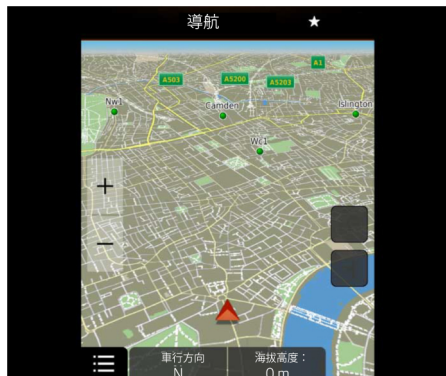 導航
A1
A503
A5200
A5203
Nw1
Camden
Islington
Wc1
+
−
車行方向
N
海拔高度：
0 m